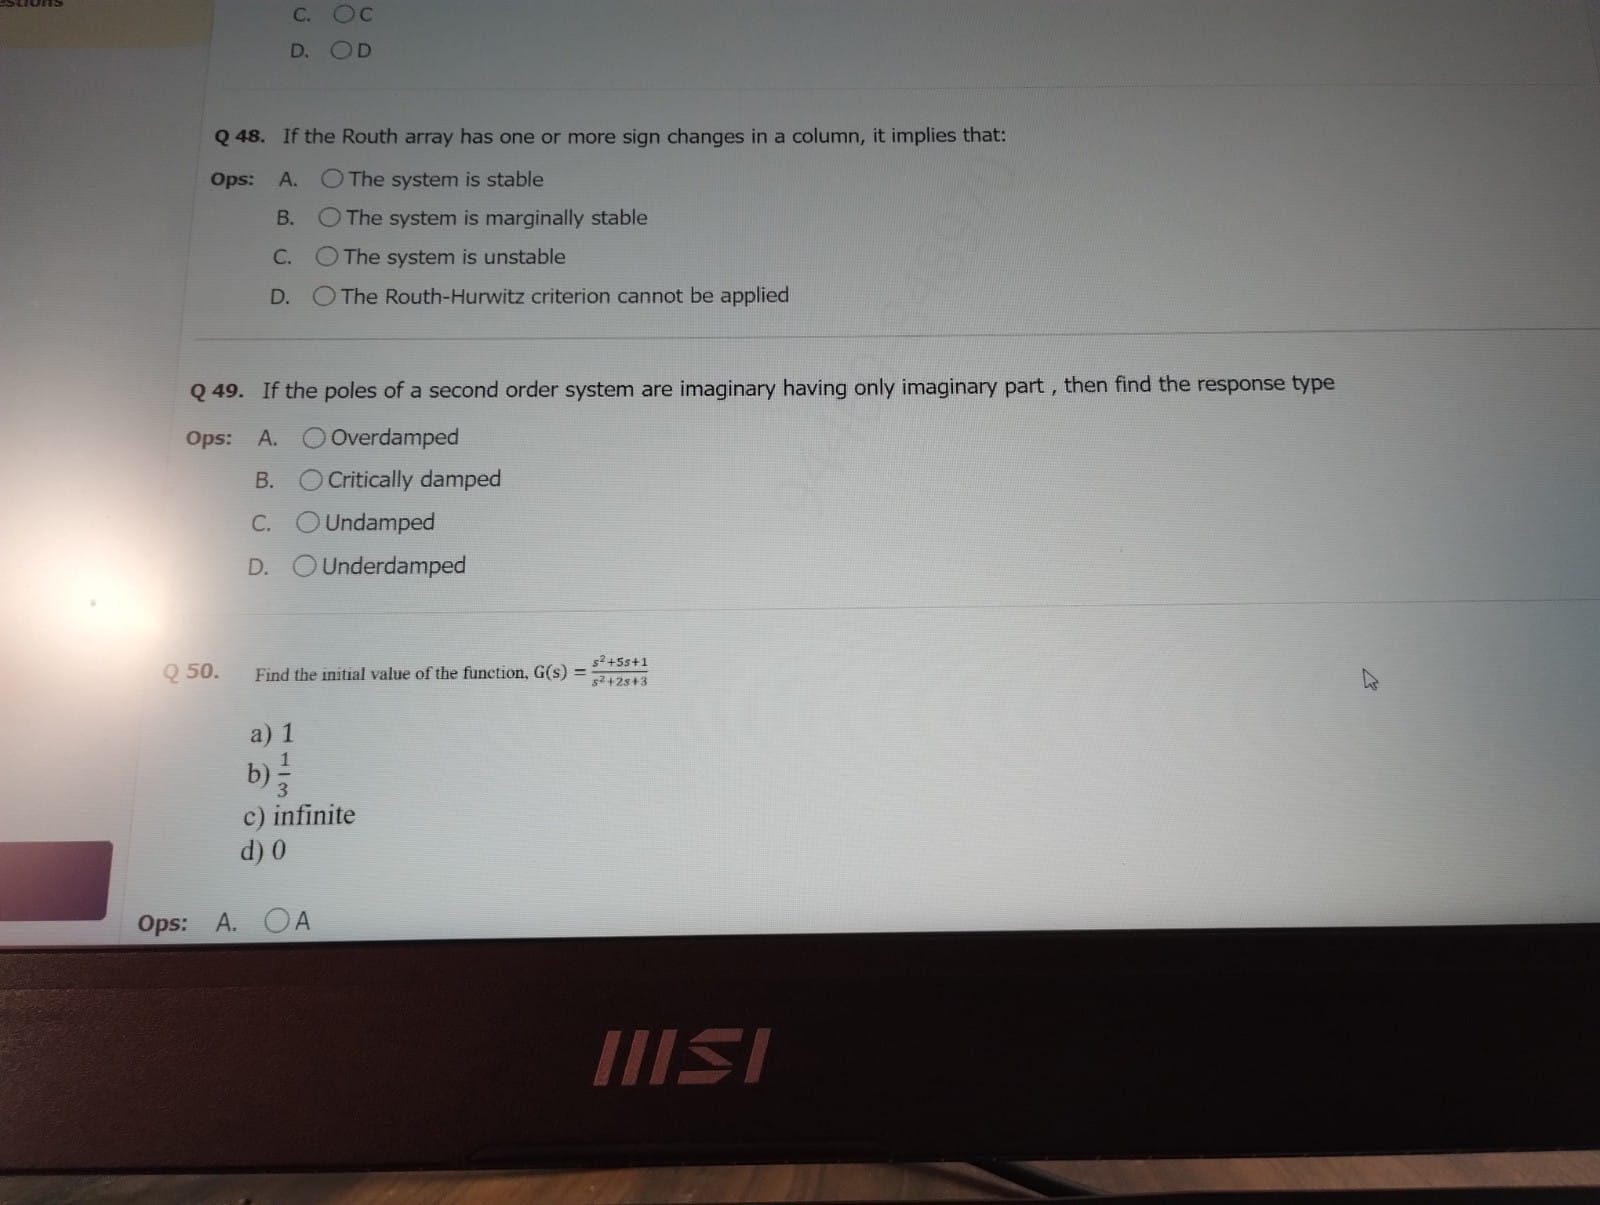 C. C
D. D
Q 48. If the Routh array has one or more sign changes in a column, it implies that:
Ops: A. The system is stable
B. The system is marginally stable
C. The system is unstable
D. The Routh-Hurwitz criterion cannot be applied
Q 49. If the poles of a second order system are imaginary having only imaginary part , then find the response type
Ops: A. Overdamped
B. Critically damped
C. Undamped
D. Underdamped
Q 50. Find the initial value of the function, G(s) = \frac{s^2+5s+1}{s^2+2s+3}
a) 1
b) \frac{1}{3}
c) infinite
d) 0
Ops: A. A
msi